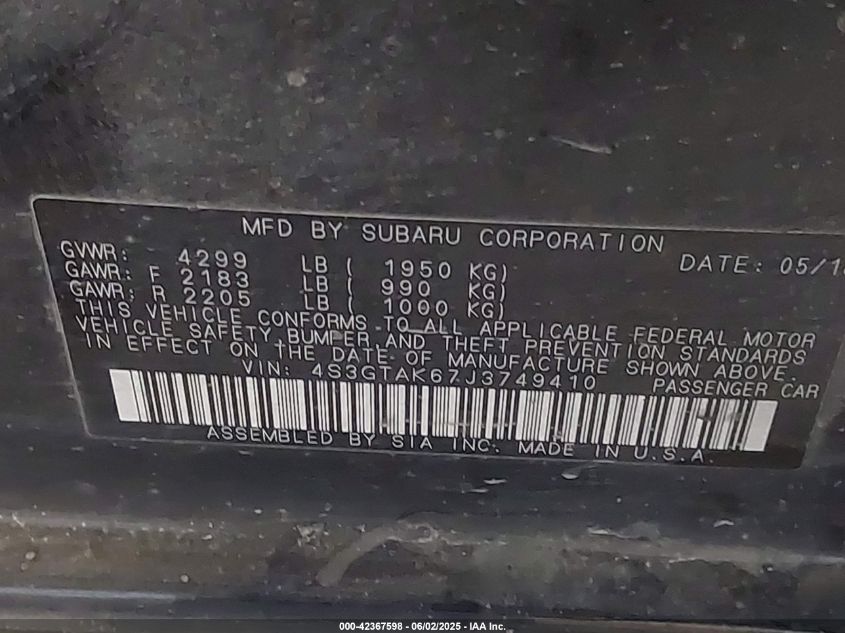 MFD BY SUBARU CORPORATION
GVWR: 4299 LB ( 1950 KG) DATE: 05/18
GAWR: F 2183 LB ( 990 KG)
GAWR: R 2205 LB ( 1000 KG)
THIS VEHICLE CONFORMS TO ALL APPLICABLE FEDERAL MOTOR
VEHICLE SAFETY, BUMPER AND THEFT PREVENTION STANDARDS
IN EFFECT ON THE DATE OF MANUFACTURE SHOWN ABOVE.
VIN: 4S3GTAK67J3749410 PASSENGER CAR
ASSEMBLED BY SIA INC. MADE IN U.S.A.
000-42367598 - 06/02/2025 - IAA Inc.